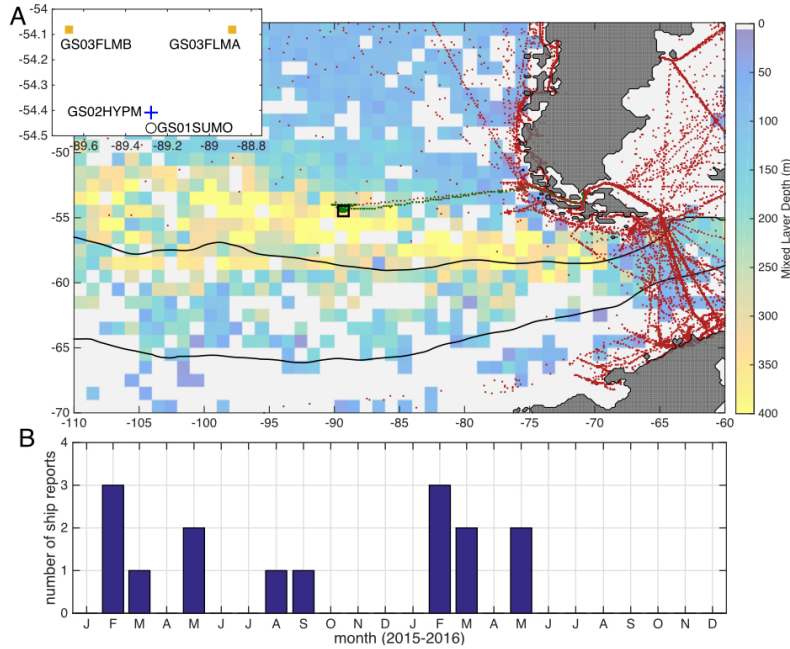 A
-54
-54.1
-54.2
-54.3
-54.4
-54.5
GS03FLMB
GS03FLMA
GS02HYPM
GS01SUMO
-89.6 -89.4 -89.2 -89 -88.8
-50
-55
-60
-65
-70
-110 -105 -100 -95 -90 -85 -80 -75 -70 -65 -60
0
50
100
150
200
250
300
350
400
Mixed Layer Depth (m)
B
4
3
2
1
0
number of ship reports
J F M A M J J A S O N D J F M A M J J A S O N D
month (2015-2016)